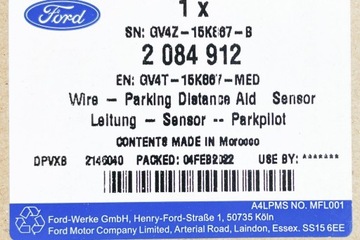 Ford
1 x
SN: GV4Z-15K867-B
2 084 912
EN: GV4T-15K867-MED
Wire - Parking Distance Aid Sensor
Leitung - Sensor -- Parkpilot
CONTENTS MADE IN Morocco
DPVXB 2146040 PACKED: 04FEB2022 USE BY: *******
A4LPMS NO. MFL001
Ford-Werke GmbH, Henry-Ford-Straße 1, 50735 Köln
Ford Motor Company Limited, Arterial Road, Laindon, Essex. SS15 6EE